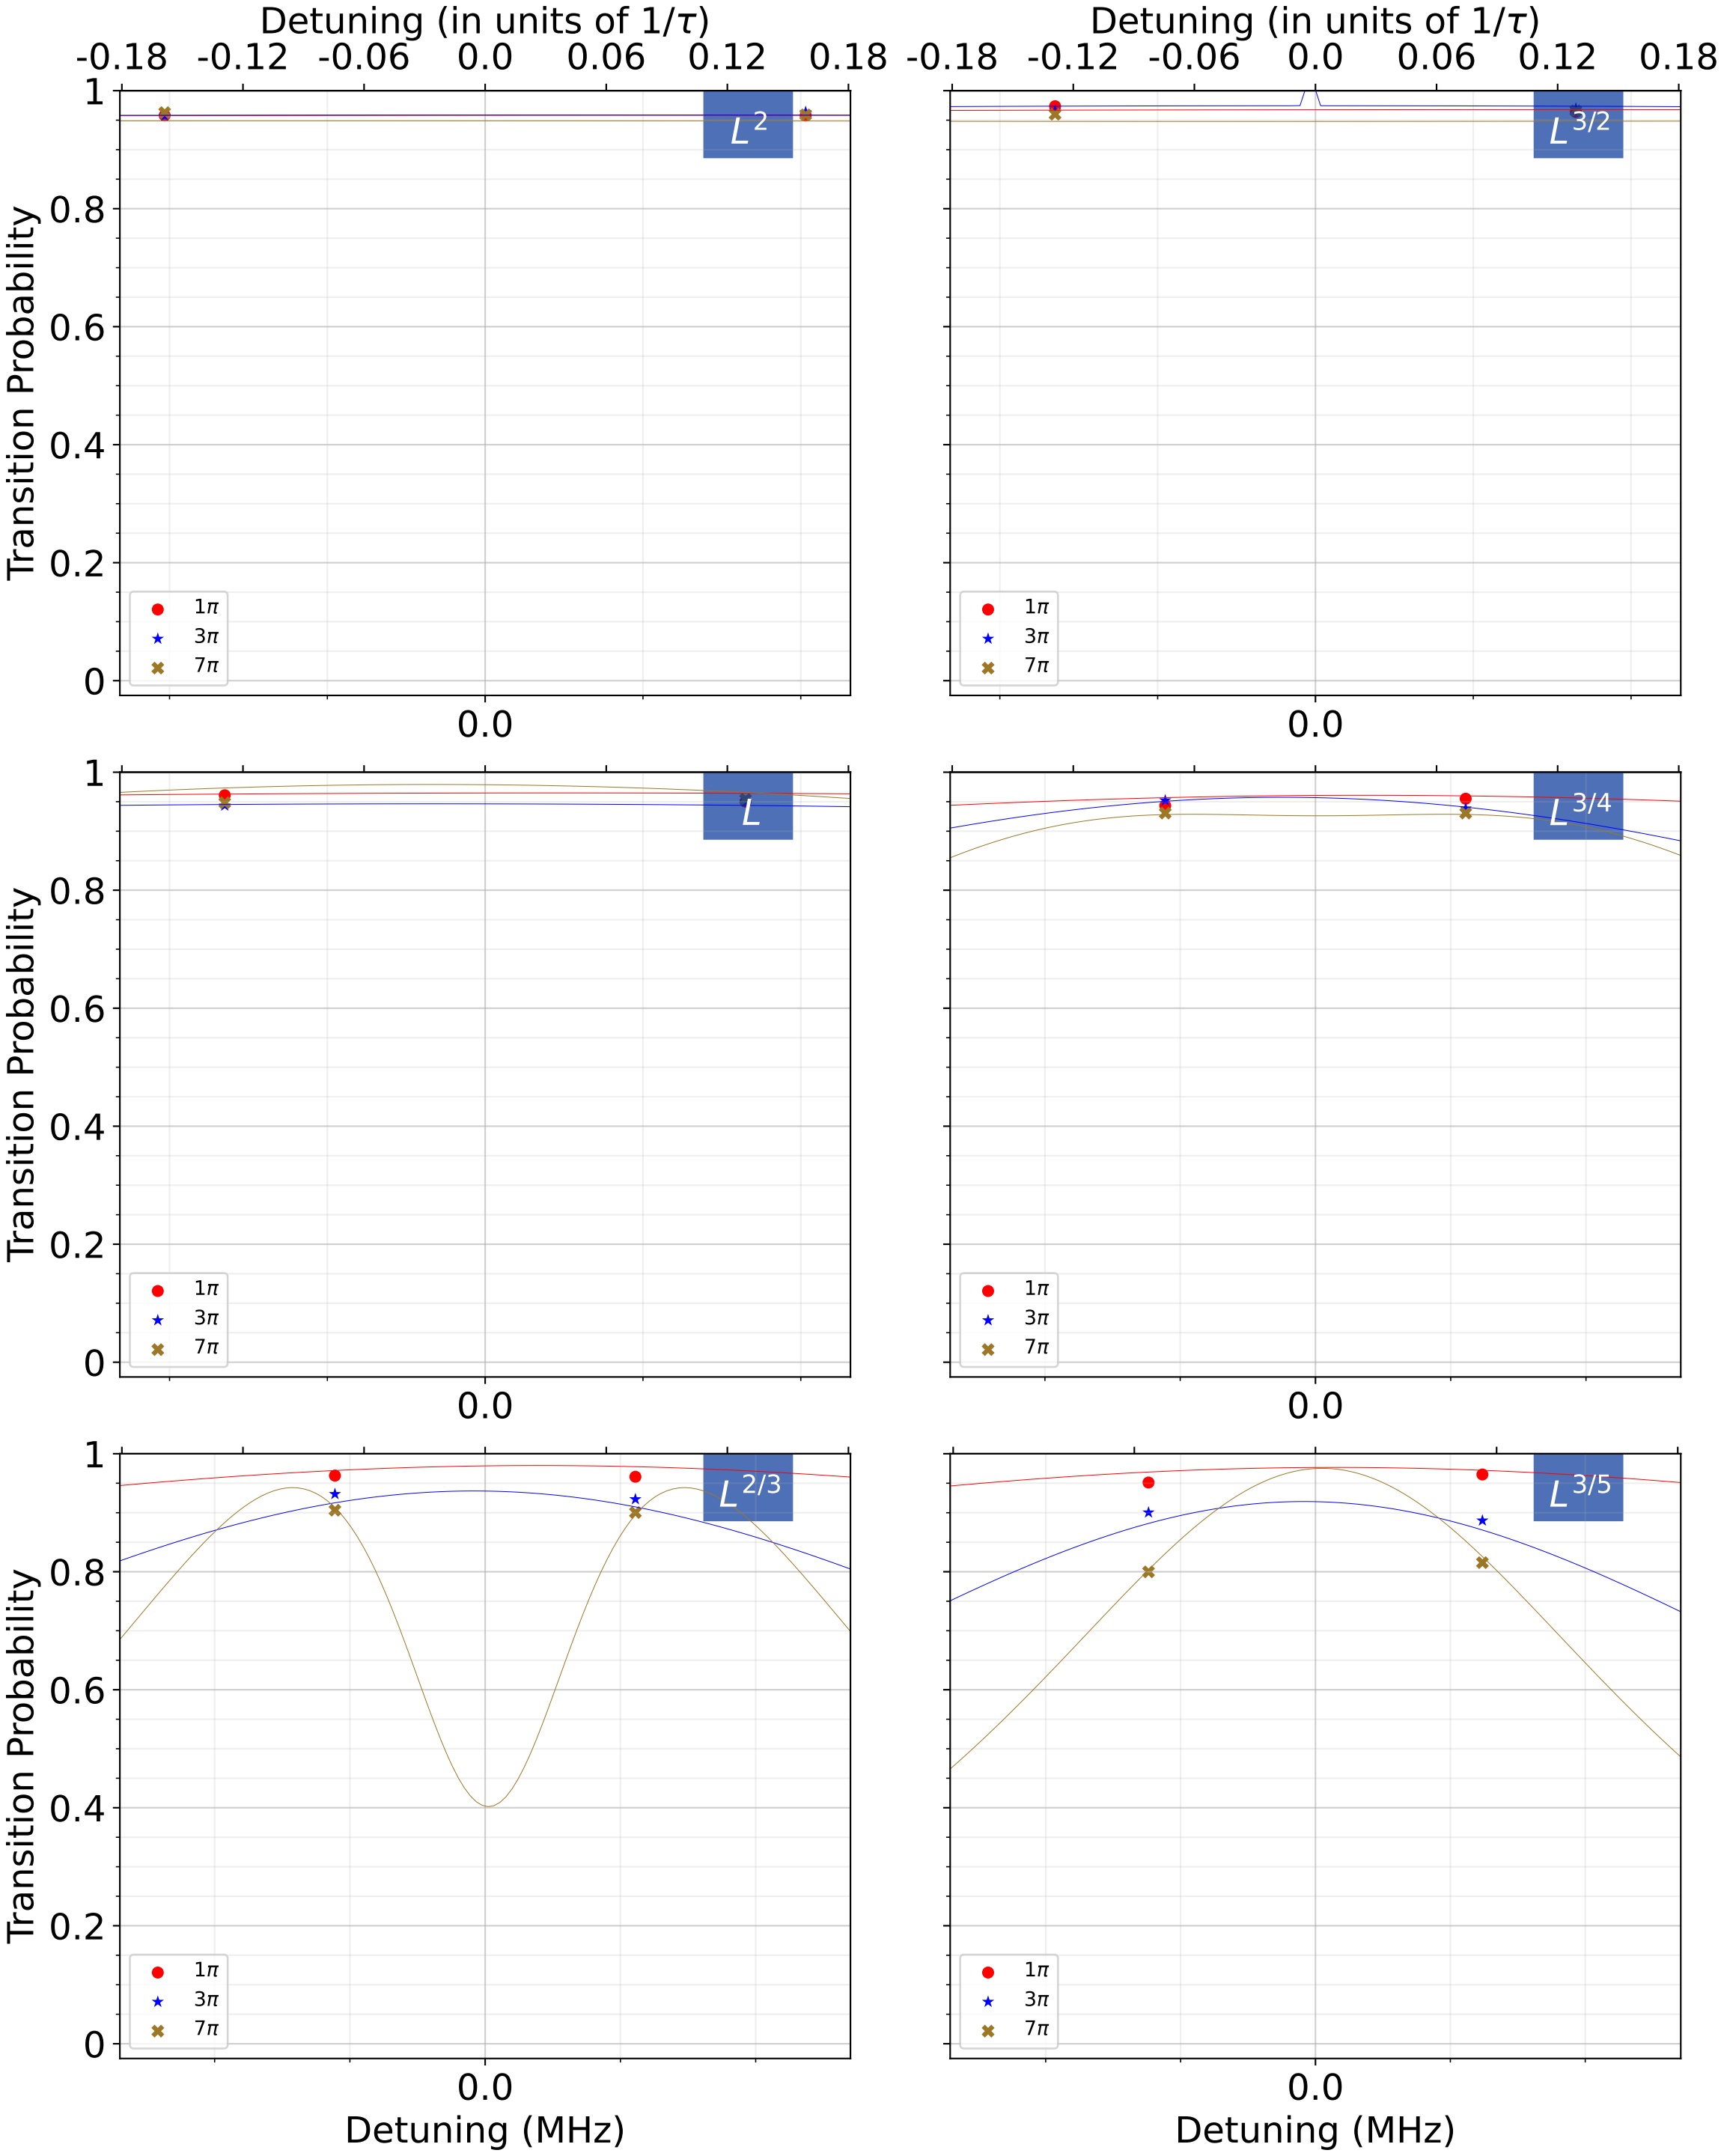 Detuning (in units of 1/τ) Detuning (in units of 1/τ)
-0.18 -0.12 -0.06 0.0 0.06 0.12 0.18 -0.18 -0.12 -0.06 0.0 0.06 0.12 0.18
Transition Probability
1
0.8
0.6
0.4
0.2
0
L^2
1π
3π
7π
0.0
L^3/2
1π
3π
7π
0.0
Transition Probability
1
0.8
0.6
0.4
0.2
0
L
1π
3π
7π
0.0
L^3/4
1π
3π
7π
0.0
Transition Probability
1
0.8
0.6
0.4
0.2
0
L^2/3
1π
3π
7π
0.0
Detuning (MHz)
L^3/5
1π
3π
7π
0.0
Detuning (MHz)